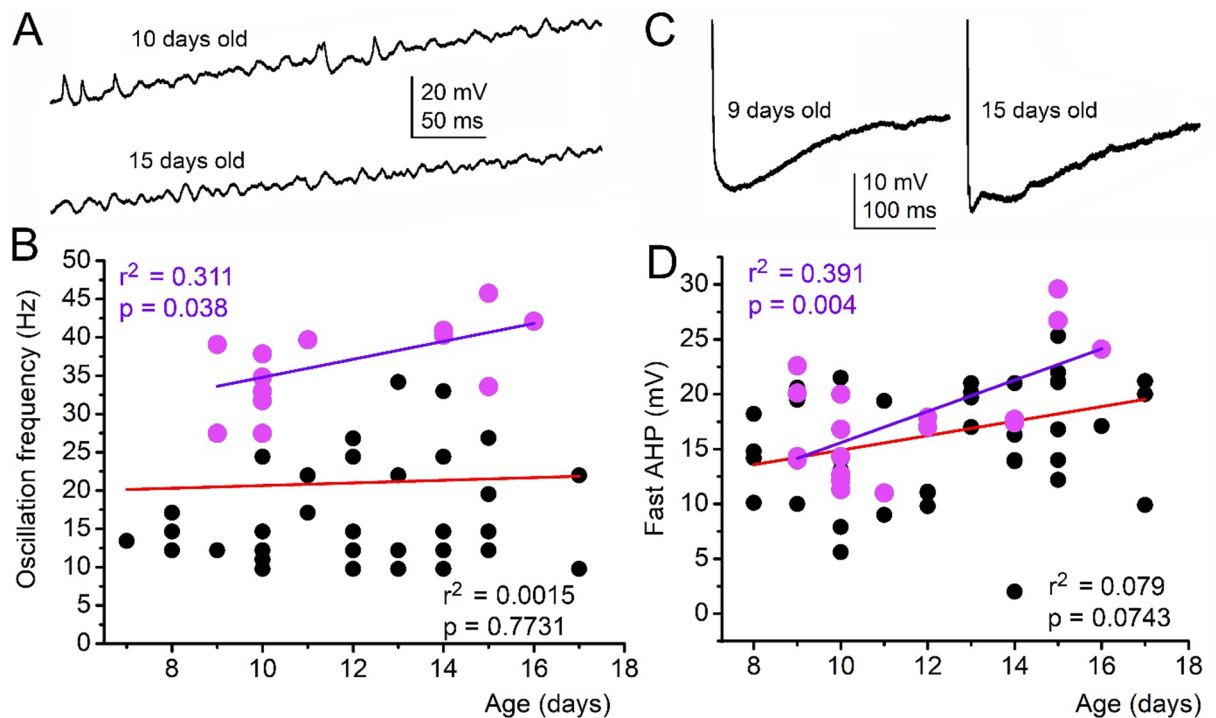 A
10 days old
20 mV
50 ms
15 days old
C
9 days old
15 days old
10 mV
100 ms
B
Oscillation frequency (Hz)
50
45
40
35
30
25
20
15
10
5
0
r² = 0.311
p = 0.038
r² = 0.0015
p = 0.7731
8
10
12
14
16
18
Age (days)
D
Fast AHP (mV)
30
25
20
15
10
5
0
r² = 0.391
p = 0.004
r² = 0.079
p = 0.0743
8
10
12
14
16
18
Age (days)